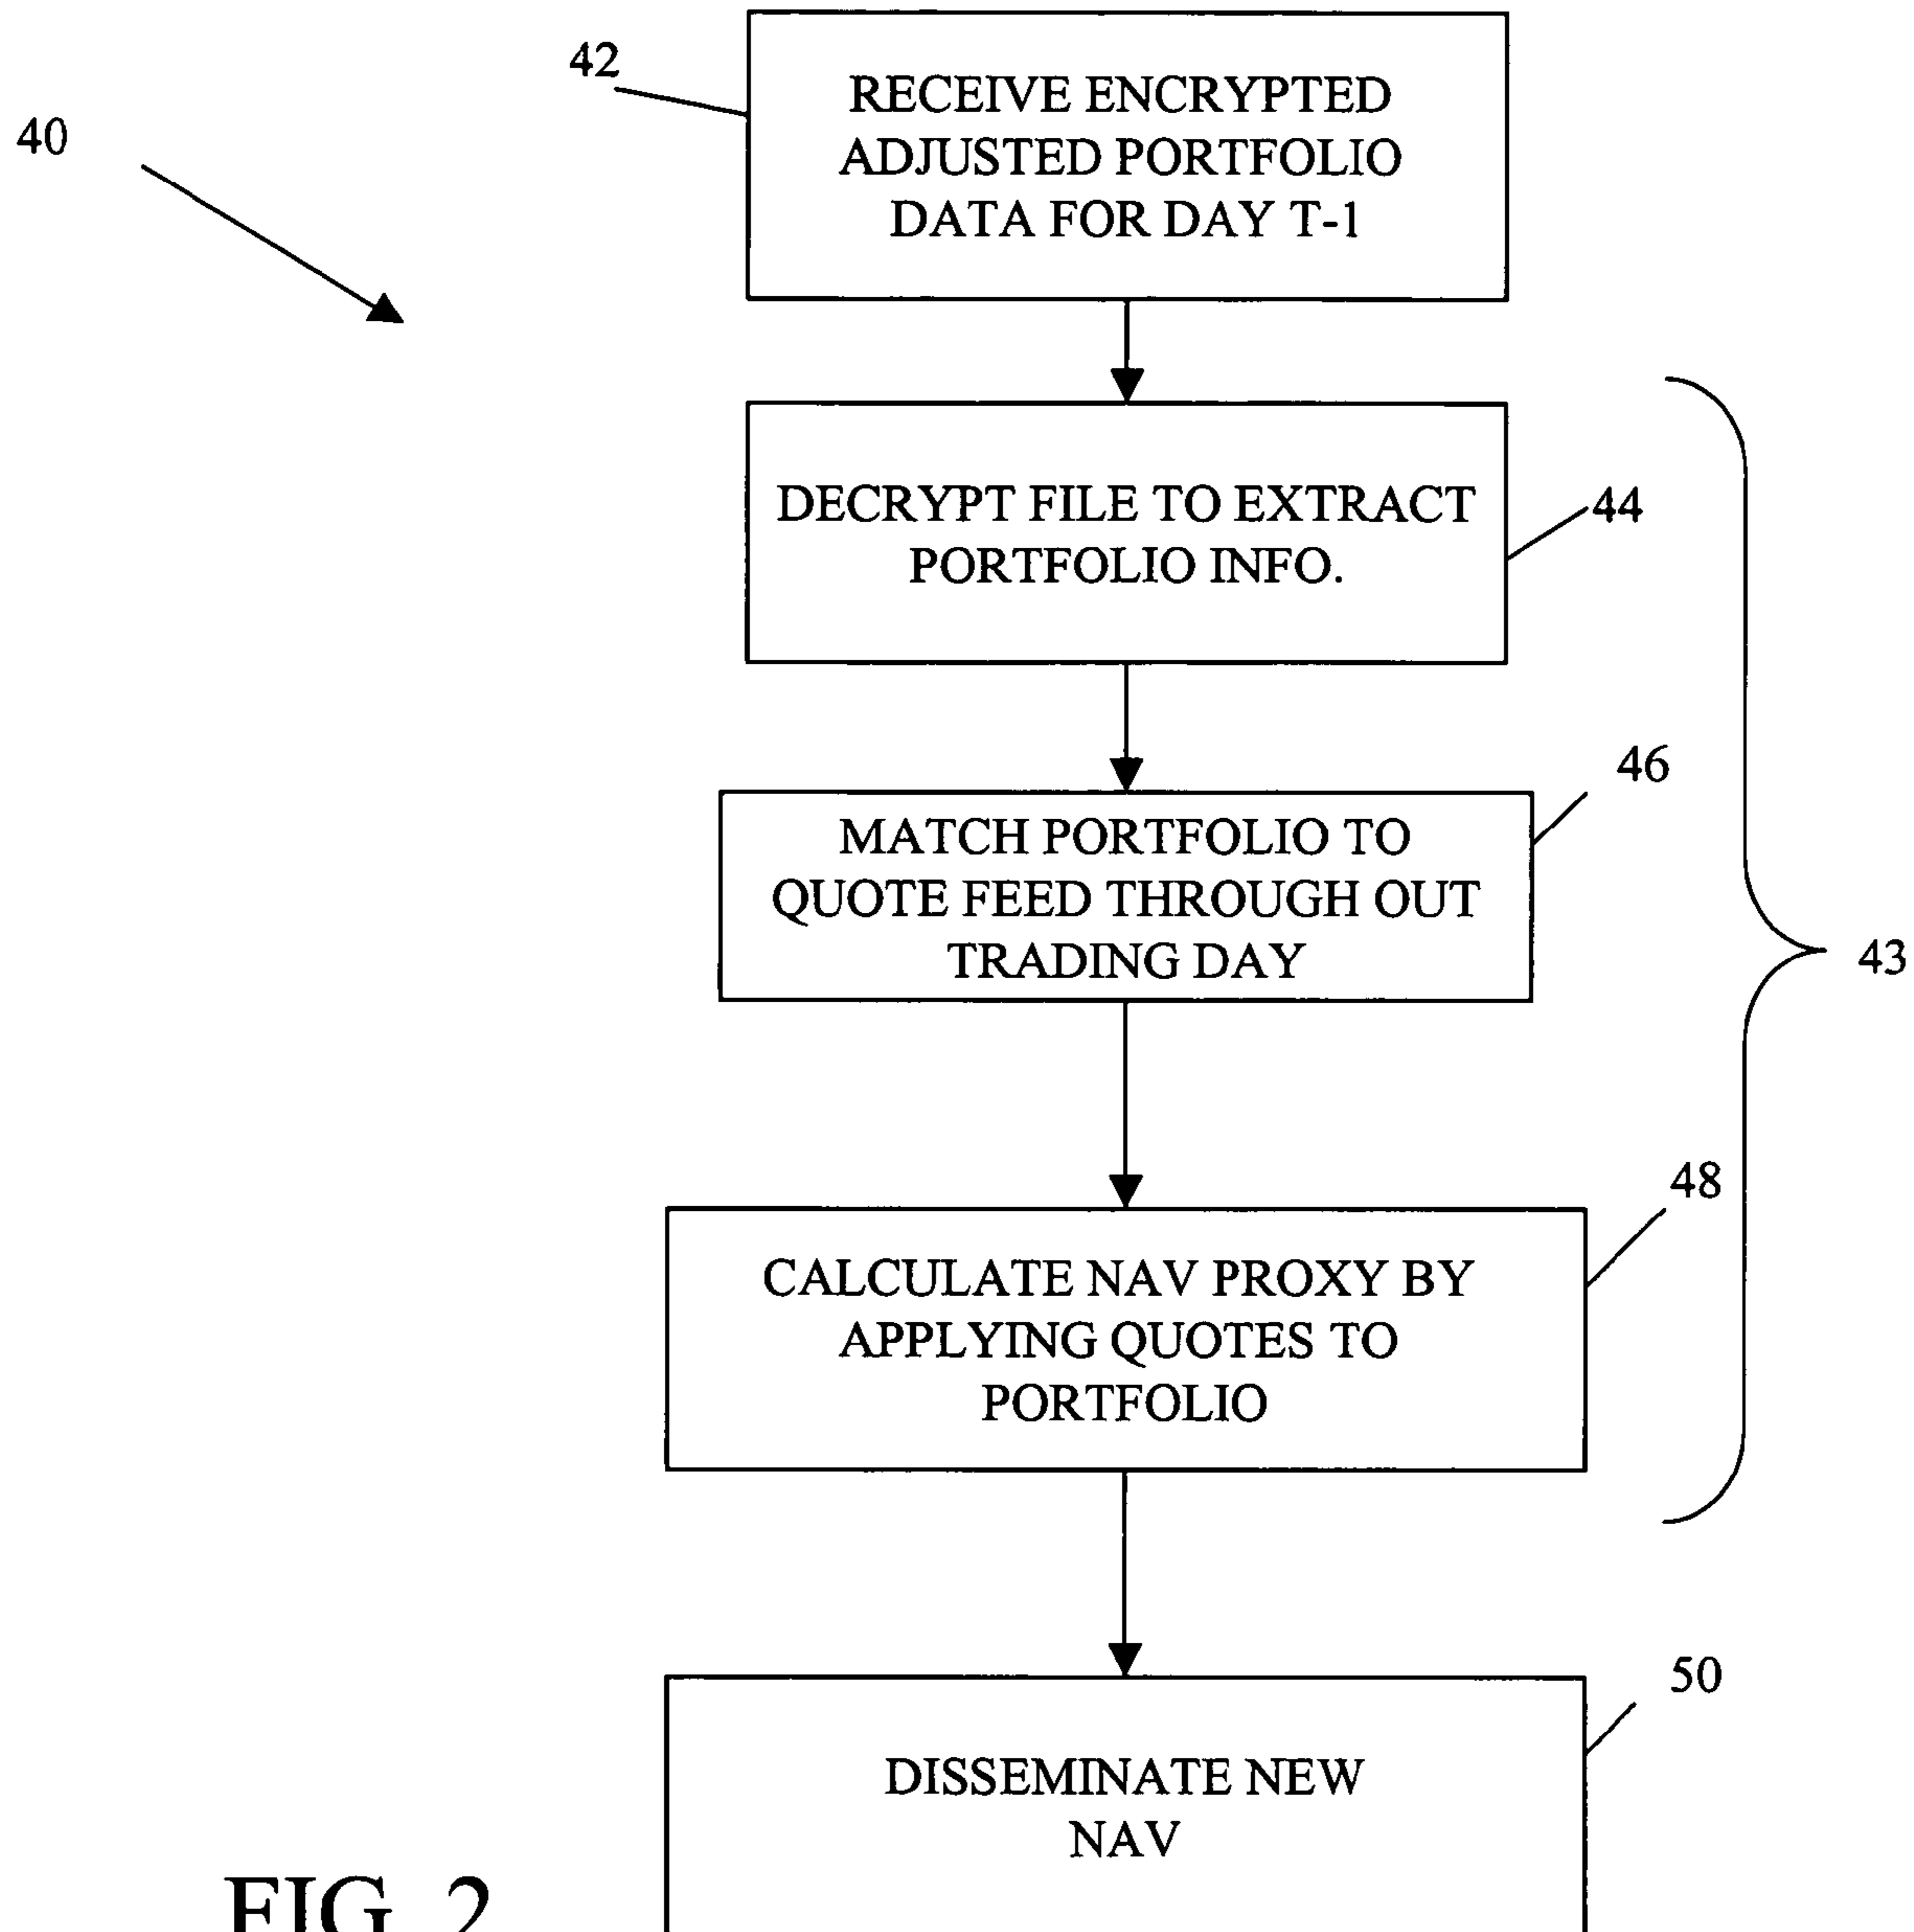 42
40
RECEIVE ENCRYPTED
ADJUSTED PORTFOLIO
DATA FOR DAY T-1
DECRYPT FILE TO EXTRACT
PORTFOLIO INFO.
44
46
MATCH PORTFOLIO TO
QUOTE FEED THROUGH OUT
TRADING DAY
43
48
CALCULATE NAV PROXY BY
APPLYING QUOTES TO
PORTFOLIO
50
DISSEMINATE NEW
NAV
FIG. 2